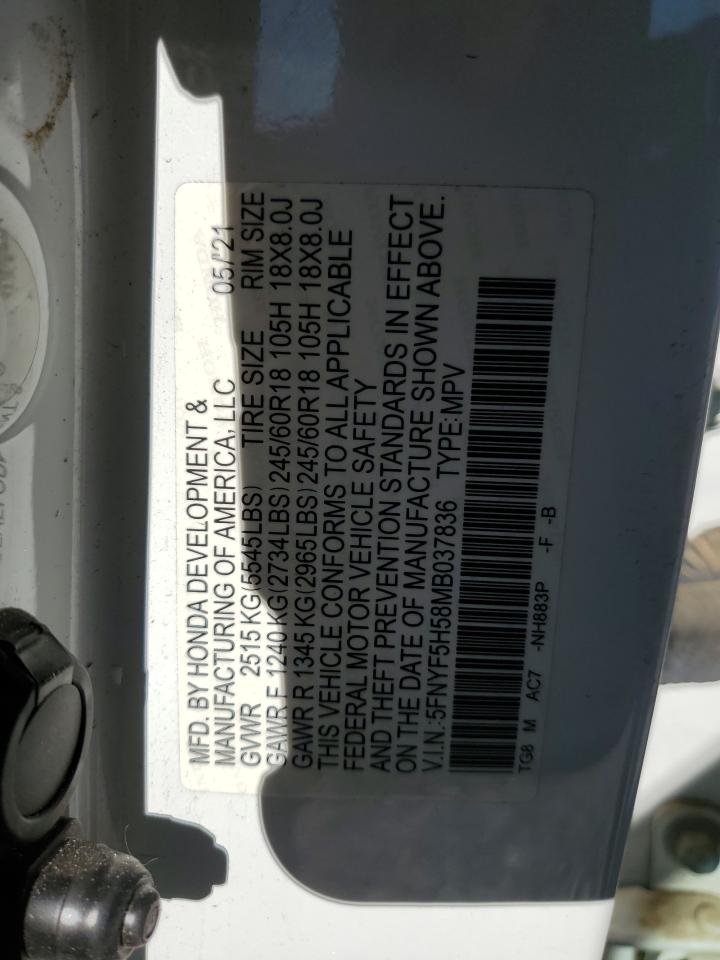 MFD. BY HONDA DEVELOPMENT &
MANUFACTURING OF AMERICA, LLC 05/'21
GVWR 2515 KG(5545LBS) TIRE SIZE RIM SIZE
GAWR F 1240 KG(2734LBS)245/60R18 105H 18X8.0J
GAWR R 1345 KG(2965LBS)245/60R18 105H 18X8.0J
THIS VEHICLE CONFORMS TO ALL APPLICABLE
FEDERAL MOTOR VEHICLE SAFETY
AND THEFT PREVENTION STANDARDS IN EFFECT
ON THE DATE OF MANUFACTURE SHOWN ABOVE.
V.I.N.:5FNYF5H58MB037836 TYPE:MPV
TG8 M AC7 -NH883P -F -B